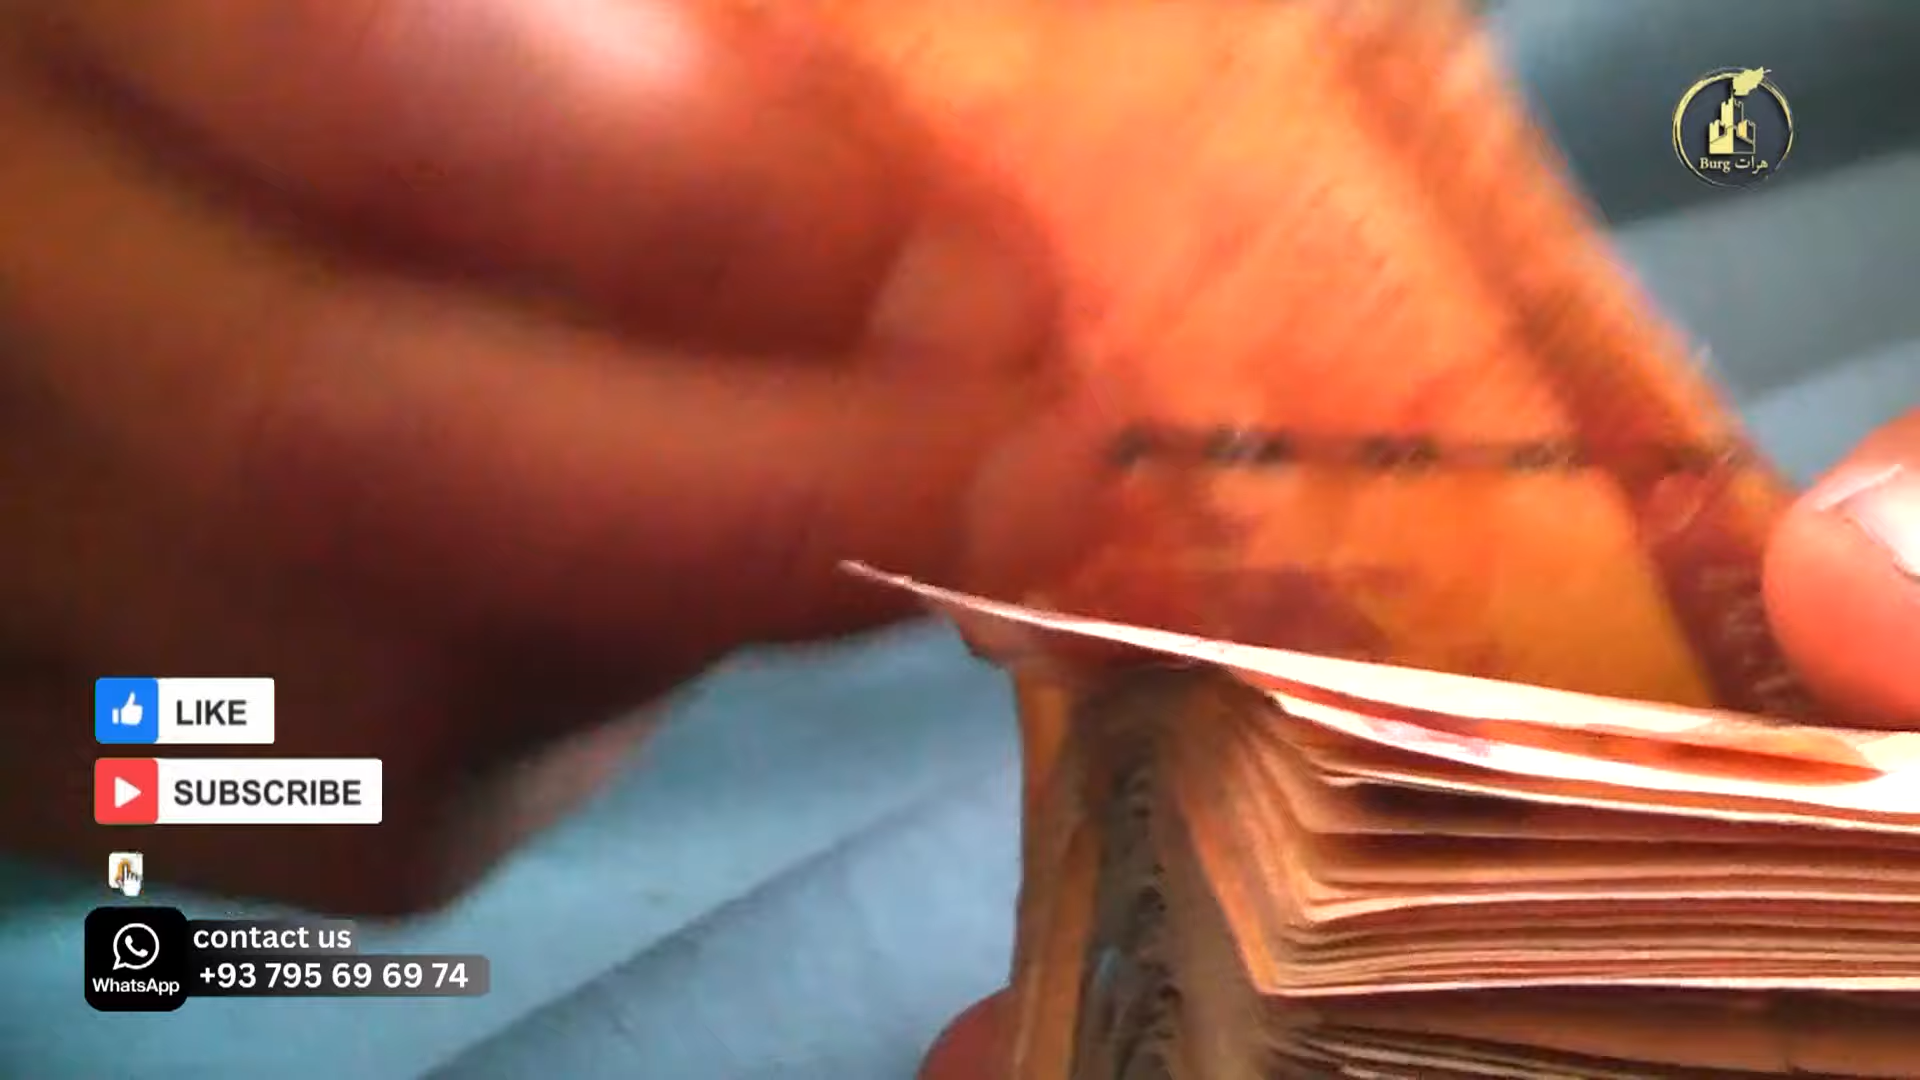 Burg هرات
LIKE
SUBSCRIBE
contact us
WhatsApp
+93 795 69 69 74